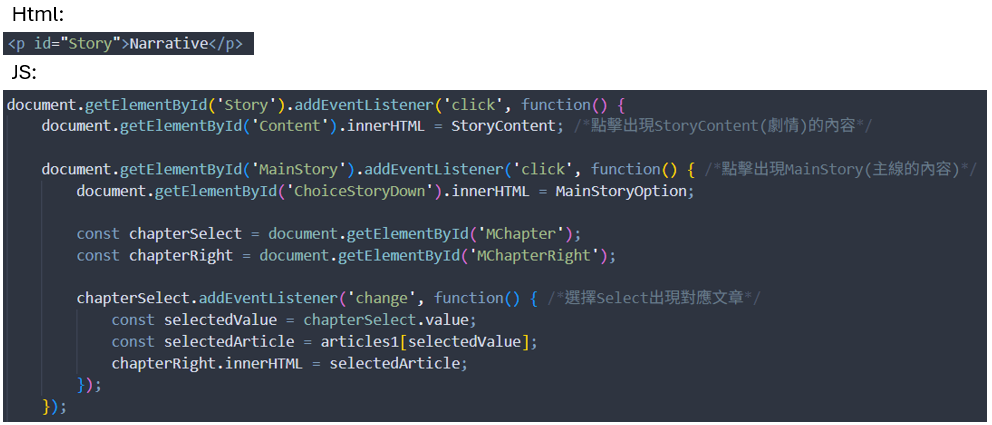 Html:
<p id="Story">Narrative</p>
JS:
document.getElementById('Story').addEventListener('click', function() {
    document.getElementById('Content').innerHTML = StoryContent; /*點擊出現StoryContent(劇情)的內容*/

    document.getElementById('MainStory').addEventListener('click', function() { /*點擊出現MainStory(主線的內容)*/
        document.getElementById('ChoiceStoryDown').innerHTML = MainStoryOption;

        const chapterSelect = document.getElementById('MChapter');
        const chapterRight = document.getElementById('MChapterRight');

        chapterSelect.addEventListener('change', function() { /*選擇Select出現對應文章*/
            const selectedValue = chapterSelect.value;
            const selectedArticle = articles1[selectedValue];
            chapterRight.innerHTML = selectedArticle;
        });
    });